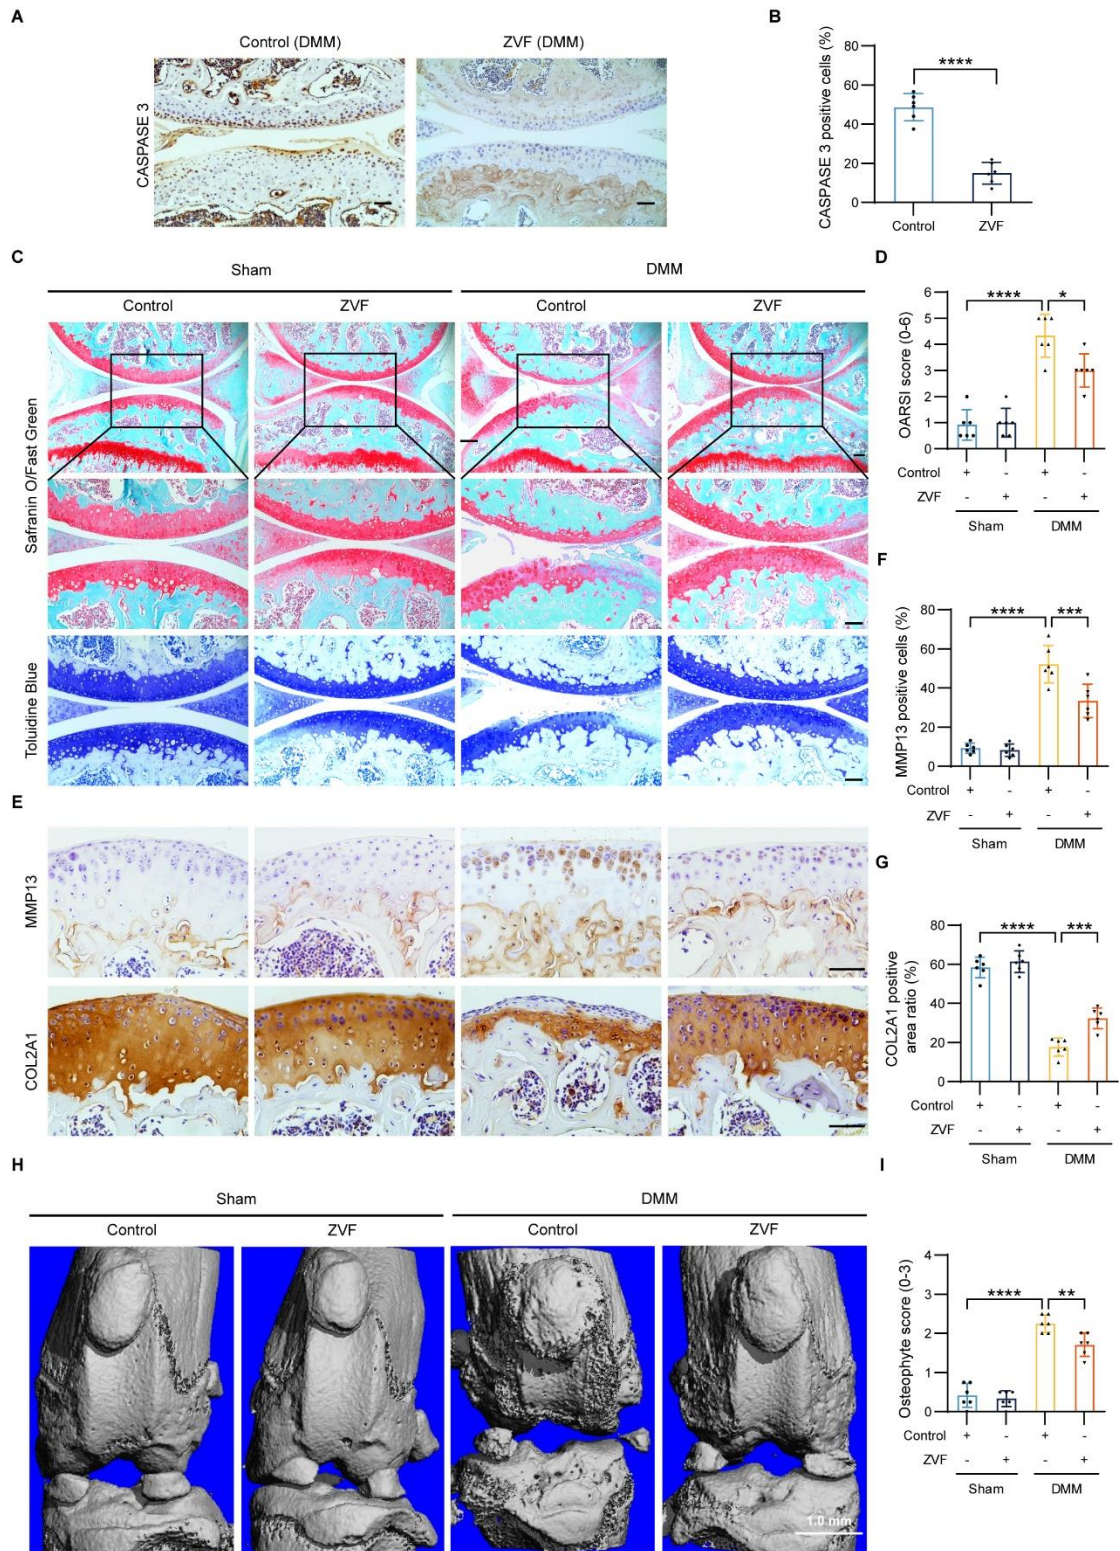 A
Control (DMM)
ZVF (DMM)
CASPASE 3
B
CASPASE 3 positive cells (%)
80
60
40
20
0
****
Control
ZVF
C
Sham
DMM
Control
ZVF
Control
ZVF
Safranin O/Fast Green
Toluidine Blue
D
OARSI score (0-6)
6
5
4
3
2
1
0
****
*
Control + - + -
ZVF - + - +
Sham
DMM
E
MMP13
COL2A1
F
MMP13 positive cells (%)
80
60
40
20
0
****
***
Control + - + -
ZVF - + - +
Sham
DMM
G
COL2A1 positive
area ratio (%)
80
60
40
20
0
****
***
Control + - + -
ZVF - + - +
Sham
DMM
H
Sham
DMM
Control
ZVF
Control
ZVF
1.0 mm
I
Osteophyte score (0-3)
4
3
2
1
0
****
**
Control + - + -
ZVF - + - +
Sham
DMM